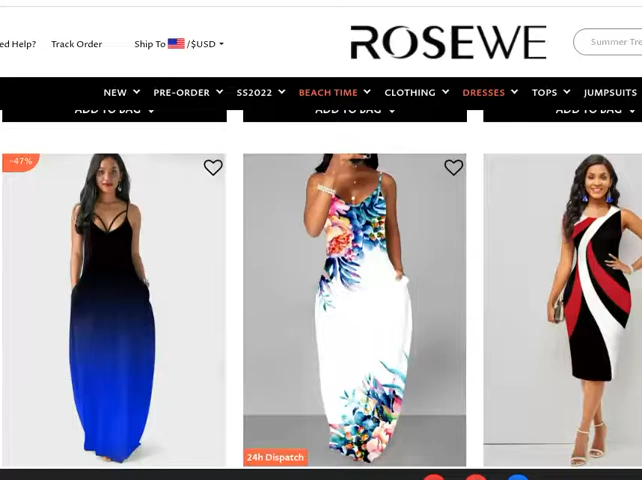 ed Help?
Track Order
Ship To
/$USD
ROSEWE
Summer Tre
NEW
PRE-ORDER
SS2022
BEACH TIME
CLOTHING
DRESSES
TOPS
JUMPSUITS
ADD TO BAG
ADD TO BAG
ADD TO BAG
-47%
24h Dispatch